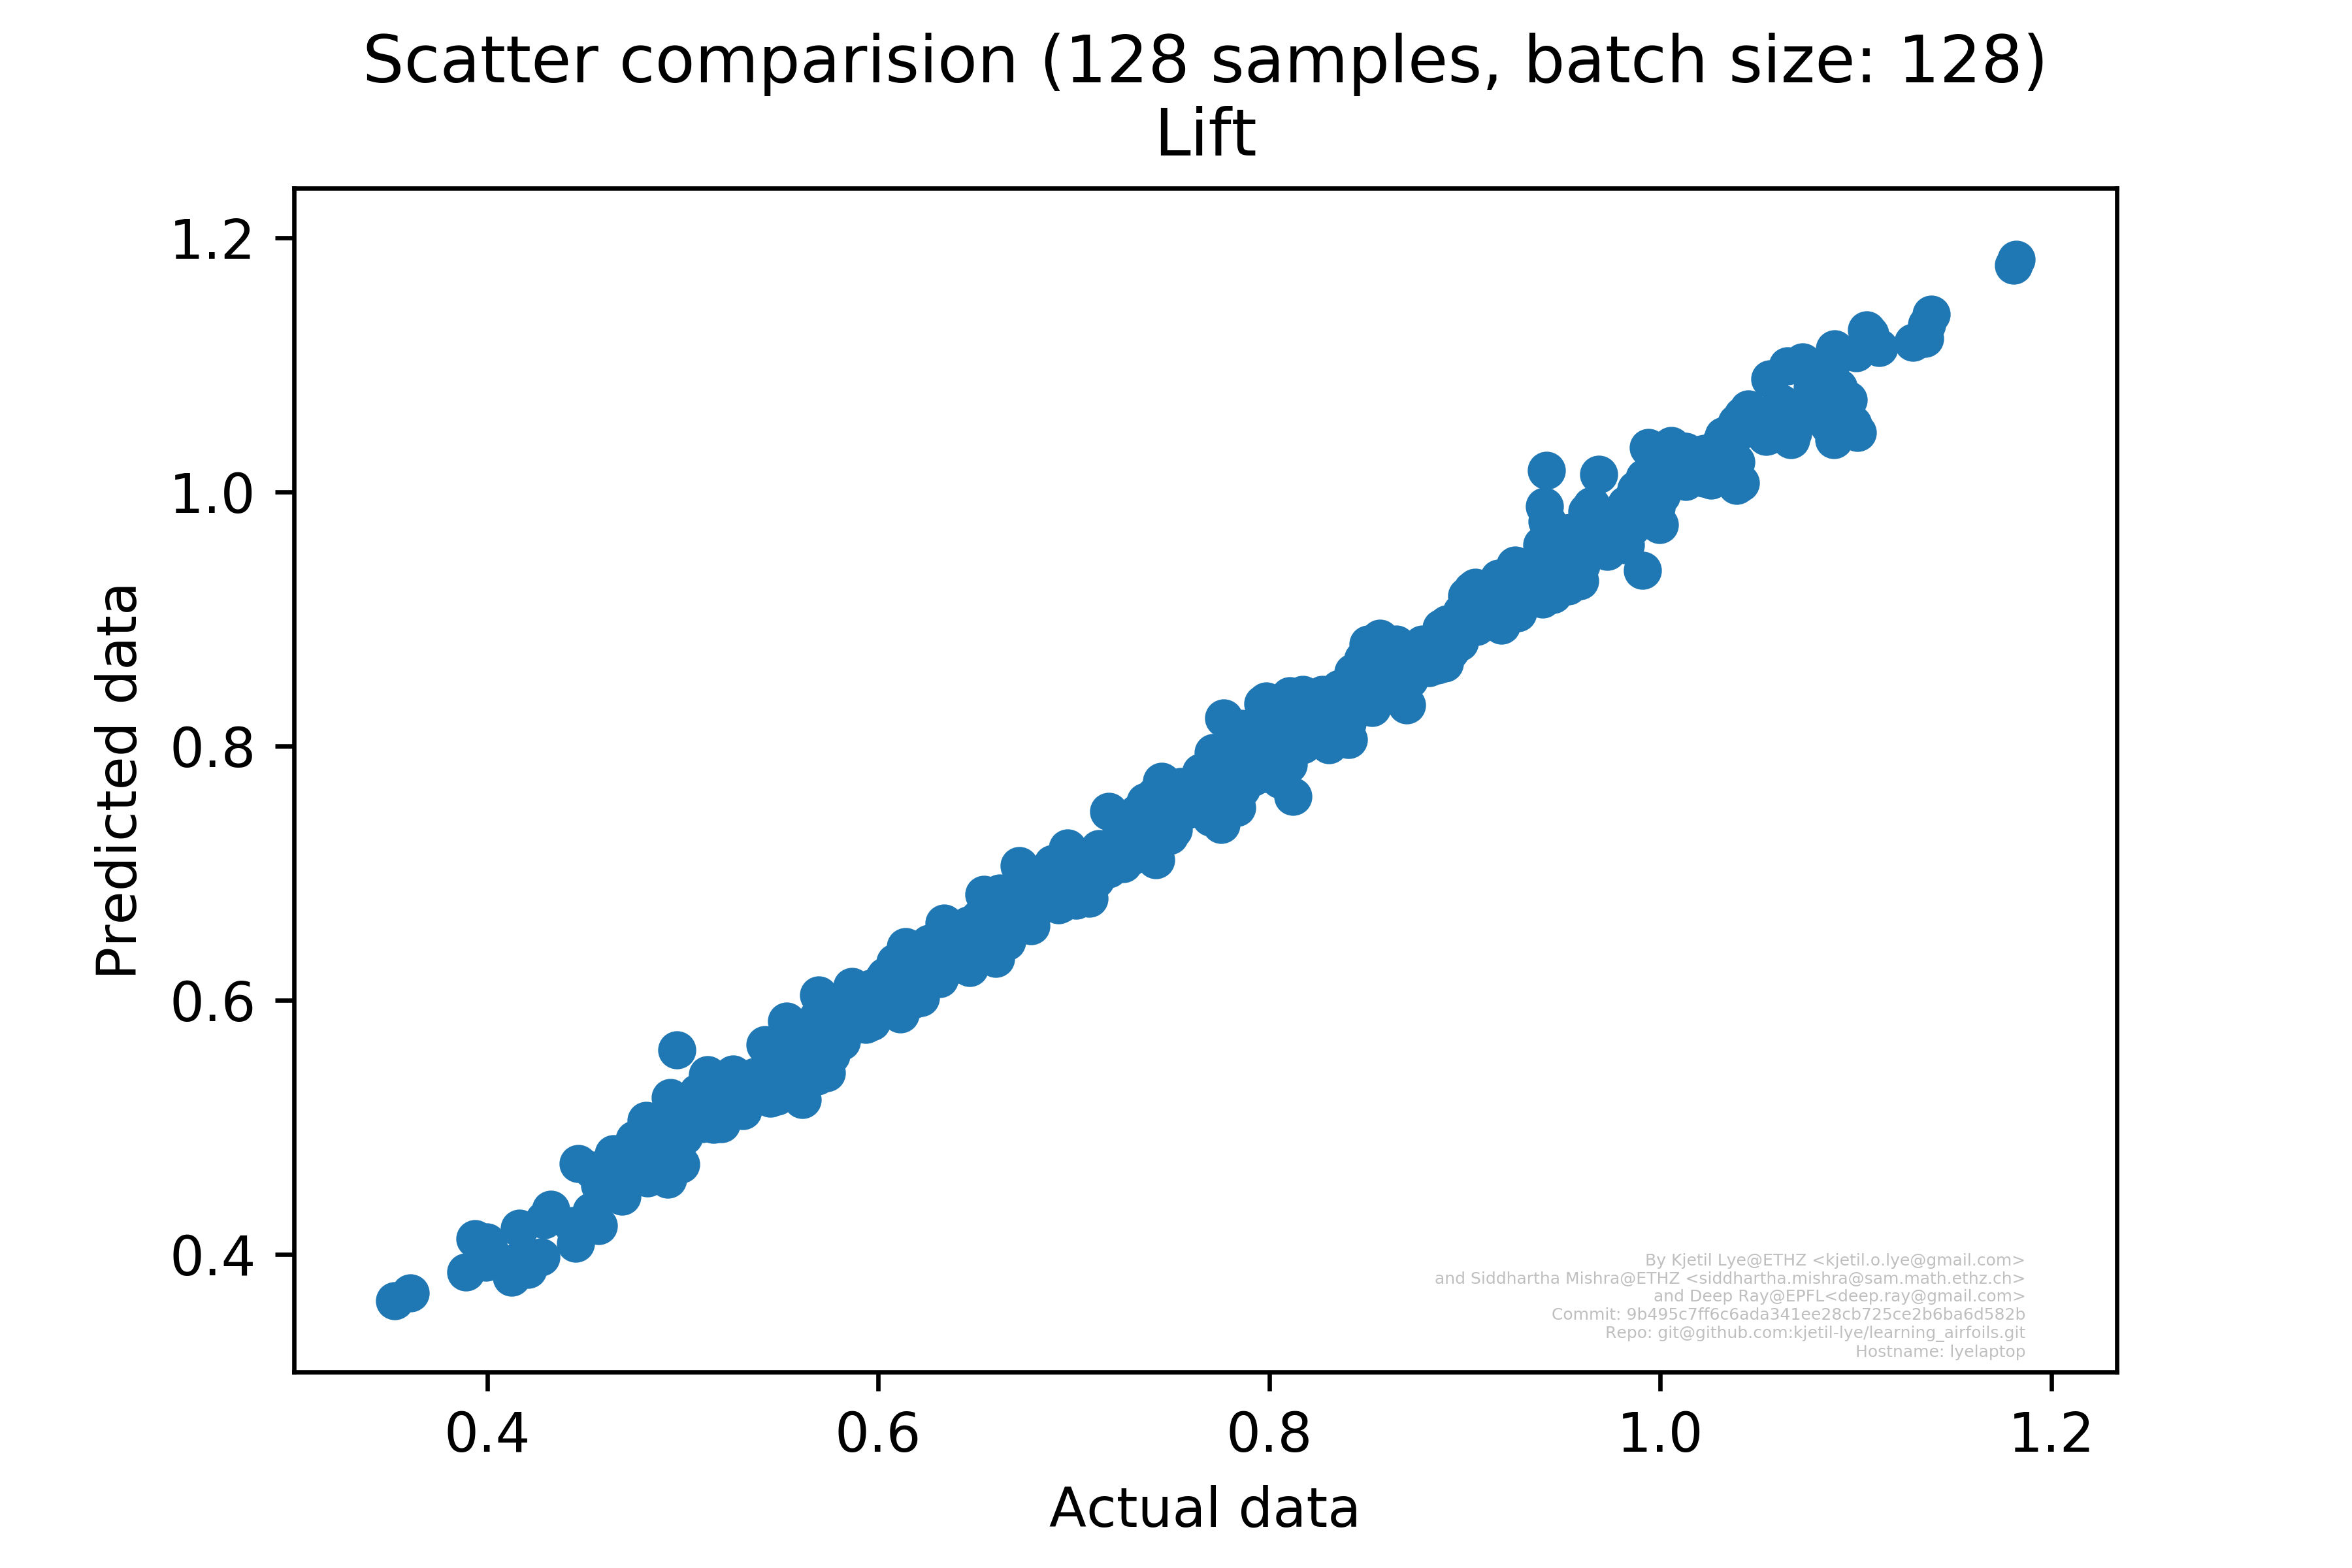 Scatter comparision (128 samples, batch size: 128)
Lift
1.2
1.0
0.8
0.6
0.4
Predicted data
By Kjetil Lye@ETHZ <kjetil.o.lye@gmail.com>
and Siddhartha Mishra@ETHZ <siddhartha.mishra@sam.math.ethz.ch>
and Deep Ray@EPFL<deep.ray@gmail.com>
Commit: 9b495c7ff6c6ada341ee28cb725ce2b6ba6d582b
Repo: git@github.com:kjetil-lye/learning_airfoils.git
Hostname: lyelaptop
0.4 0.6 0.8 1.0 1.2
Actual data